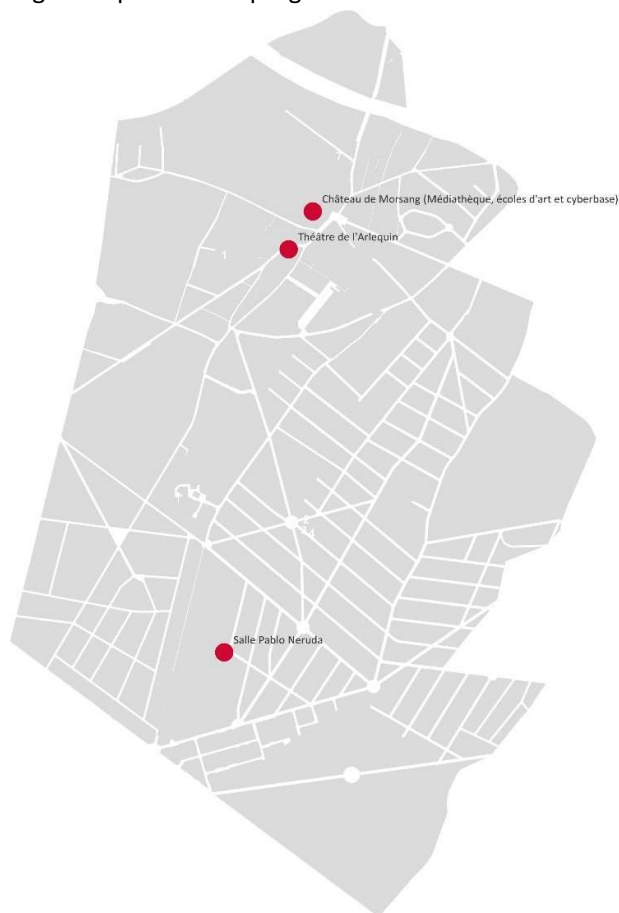 Château de Morsang (Médiathèque, écoles d'art et cyberbase)
Théâtre de l'Arlequin
Salle Pablo Neruda